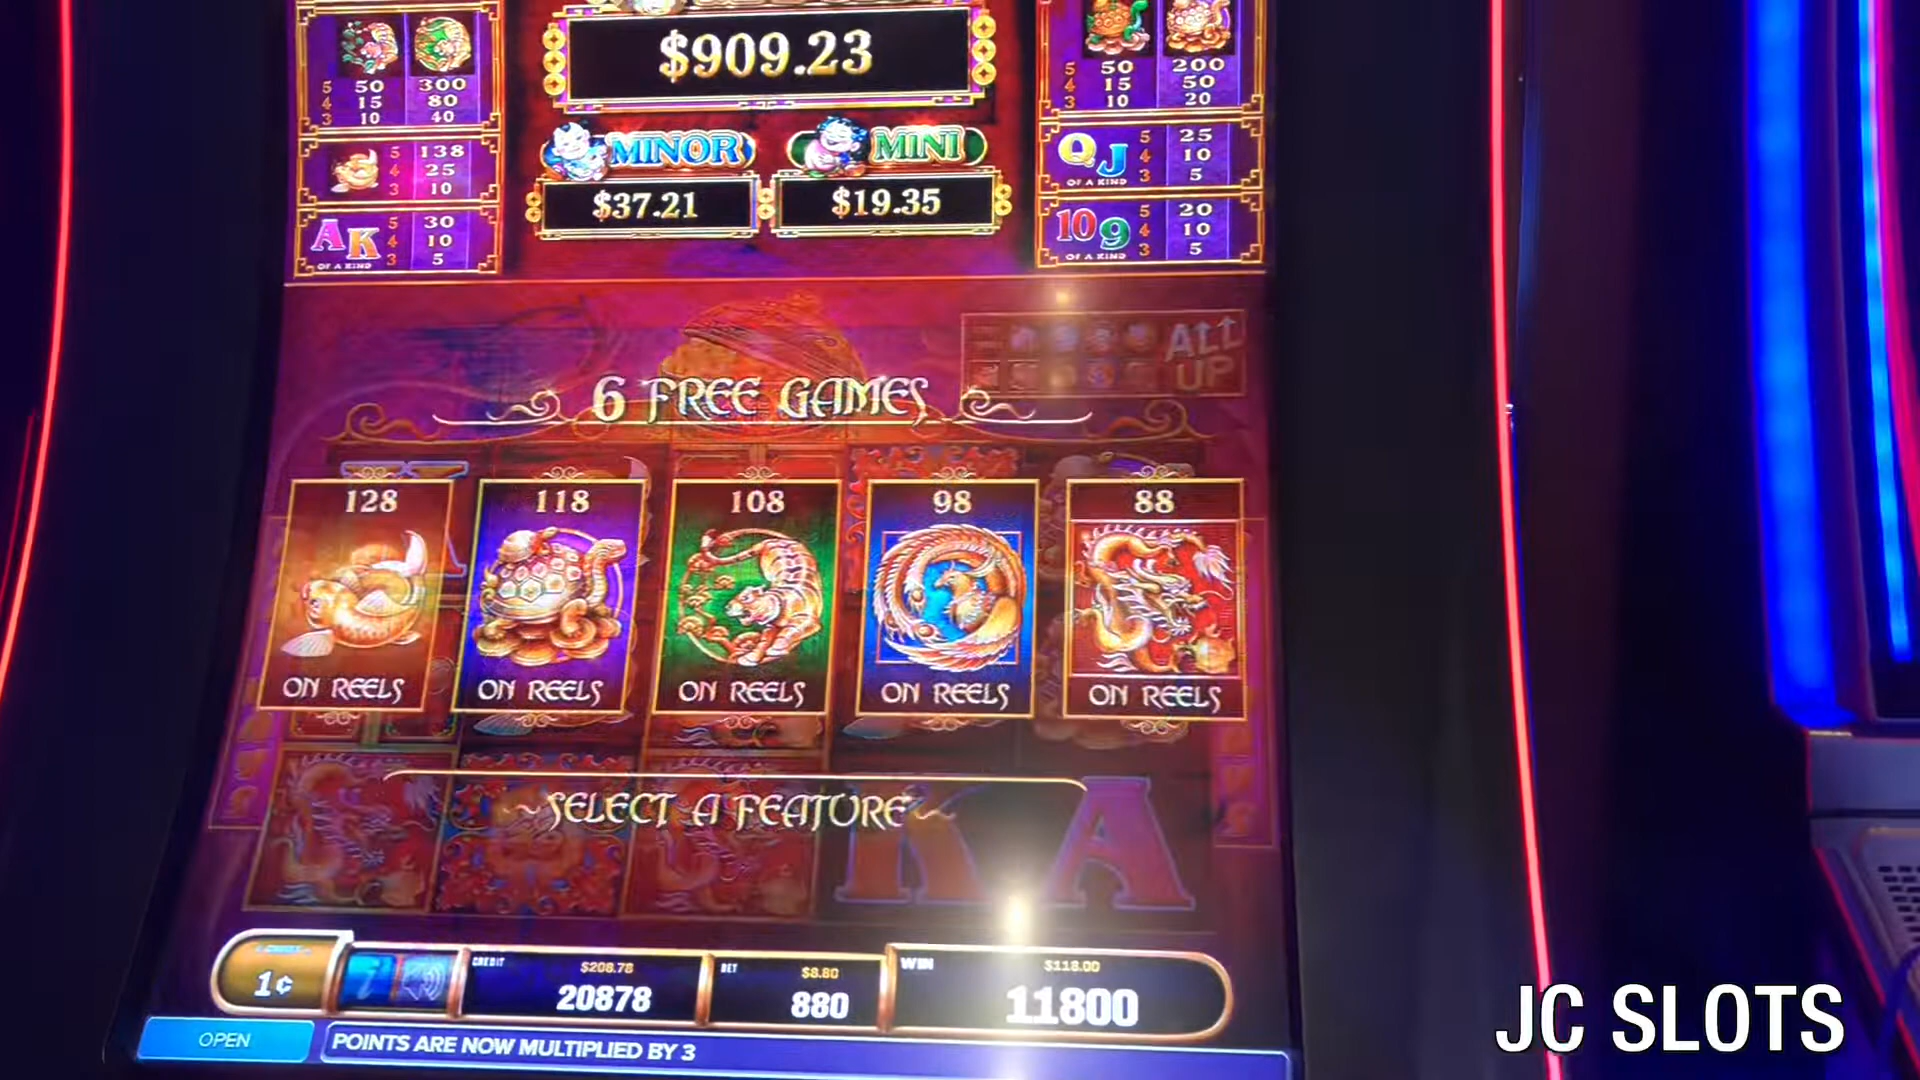 $909.23
5 50 300
4 15 80
3 10 40
5 50 200
4 15 50
3 10 20
MINOR
MINI
$37.21
$19.35
5 138
4 25
3 10
Q J
OF A KIND
5 25
4 10
3 5
A K
OF A KIND
5 30
4 10
3 5
10 9
OF A KIND
5 20
4 10
3 5
ALL
UP
6 FREE GAMES
128
118
108
98
88
ON REELS
ON REELS
ON REELS
ON REELS
ON REELS
~SELECT A FEATURE~
K A
1¢
CREDIT
$208.78
20878
BET
$8.80
880
WIN
$118.00
11800
OPEN
POINTS ARE NOW MULTIPLIED BY 3
JC SLOTS